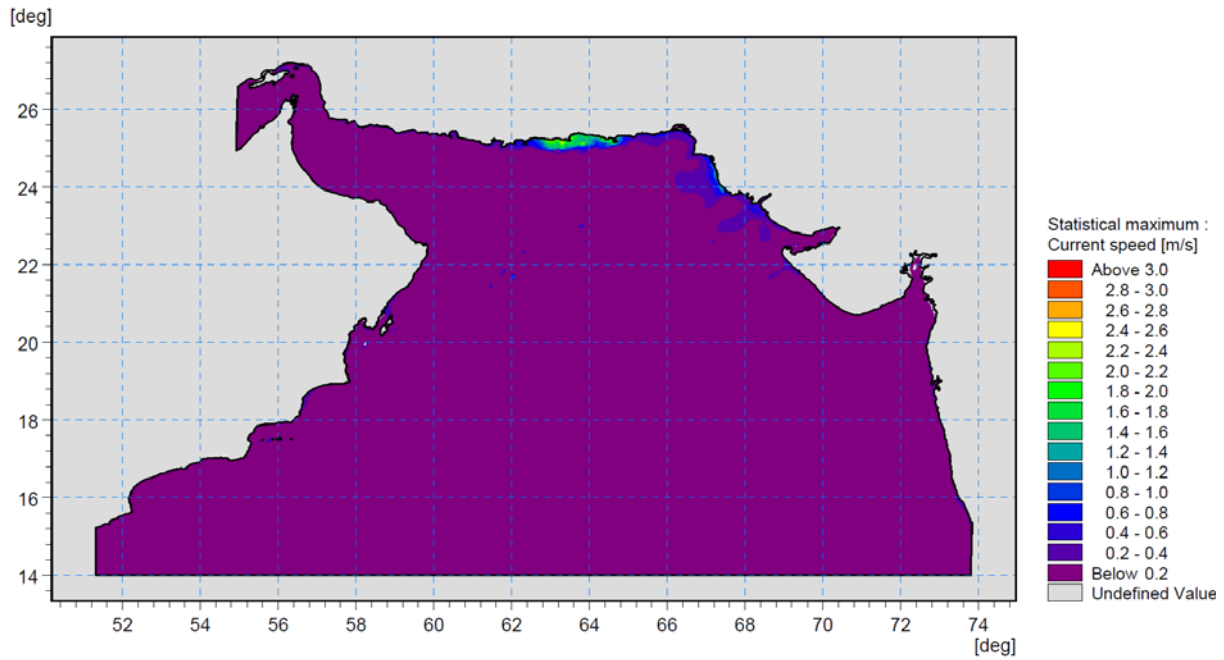 [deg]
26
24
22
20
18
16
14
52 54 56 58 60 62 64 66 68 70 72 74
[deg]
Statistical maximum :
Current speed [m/s]
Above 3.0
2.8 - 3.0
2.6 - 2.8
2.4 - 2.6
2.2 - 2.4
2.0 - 2.2
1.8 - 2.0
1.6 - 1.8
1.4 - 1.6
1.2 - 1.4
1.0 - 1.2
0.8 - 1.0
0.6 - 0.8
0.4 - 0.6
0.2 - 0.4
Below 0.2
Undefined Value